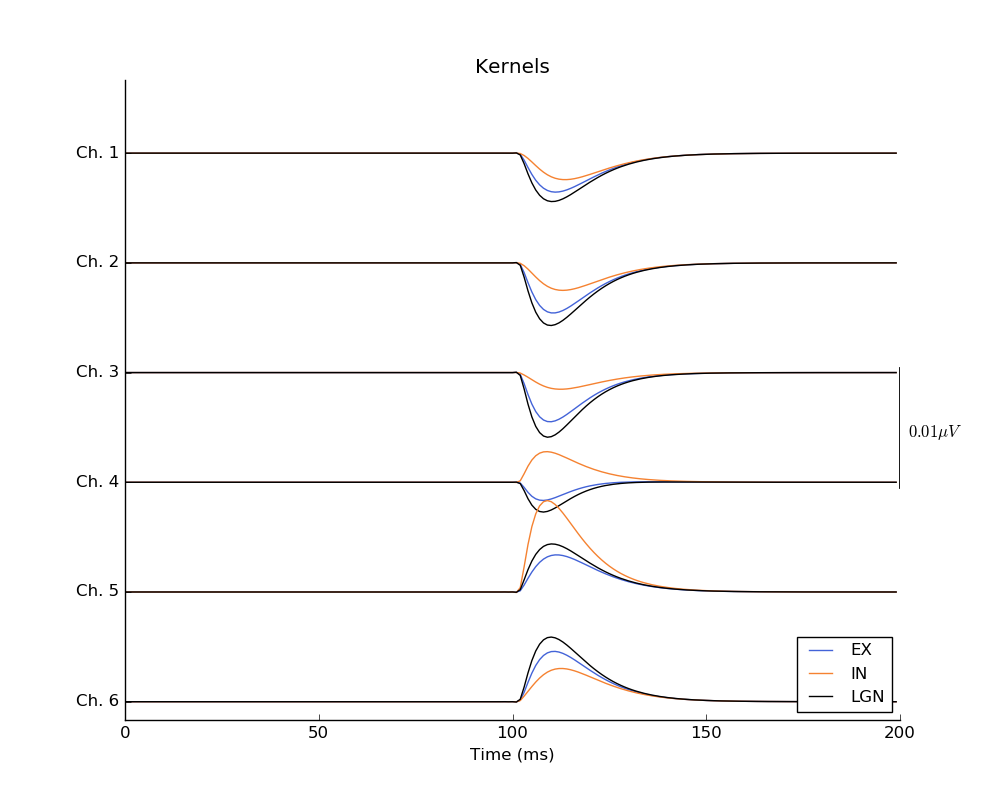 Kernels
Ch. 1
Ch. 2
Ch. 3
0.01μV
Ch. 4
Ch. 5
EX
IN
LGN
Ch. 6
0 50 100 150 200
Time (ms)